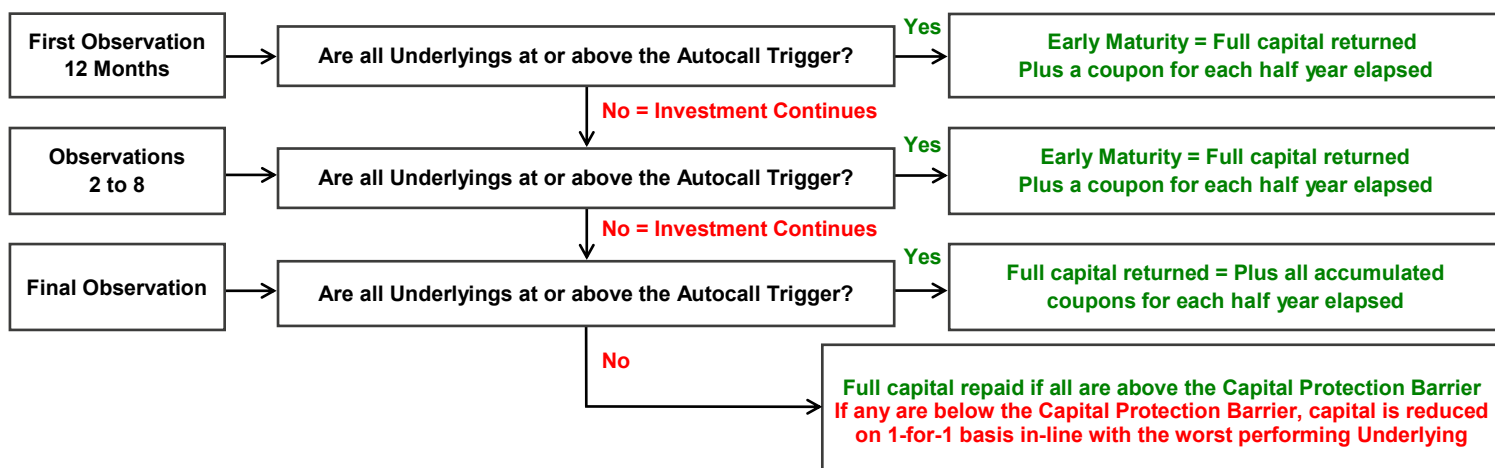 First Observation
12 Months
Are all Underlyings at or above the Autocall Trigger?
Yes
Early Maturity = Full capital returned
Plus a coupon for each half year elapsed
No = Investment Continues
Observations
2 to 8
Are all Underlyings at or above the Autocall Trigger?
Yes
Early Maturity = Full capital returned
Plus a coupon for each half year elapsed
No = Investment Continues
Final Observation
Are all Underlyings at or above the Autocall Trigger?
Yes
Full capital returned = Plus all accumulated
coupons for each half year elapsed
No
Full capital repaid if all are above the Capital Protection Barrier
If any are below the Capital Protection Barrier, capital is reduced
on 1-for-1 basis in-line with the worst performing Underlying